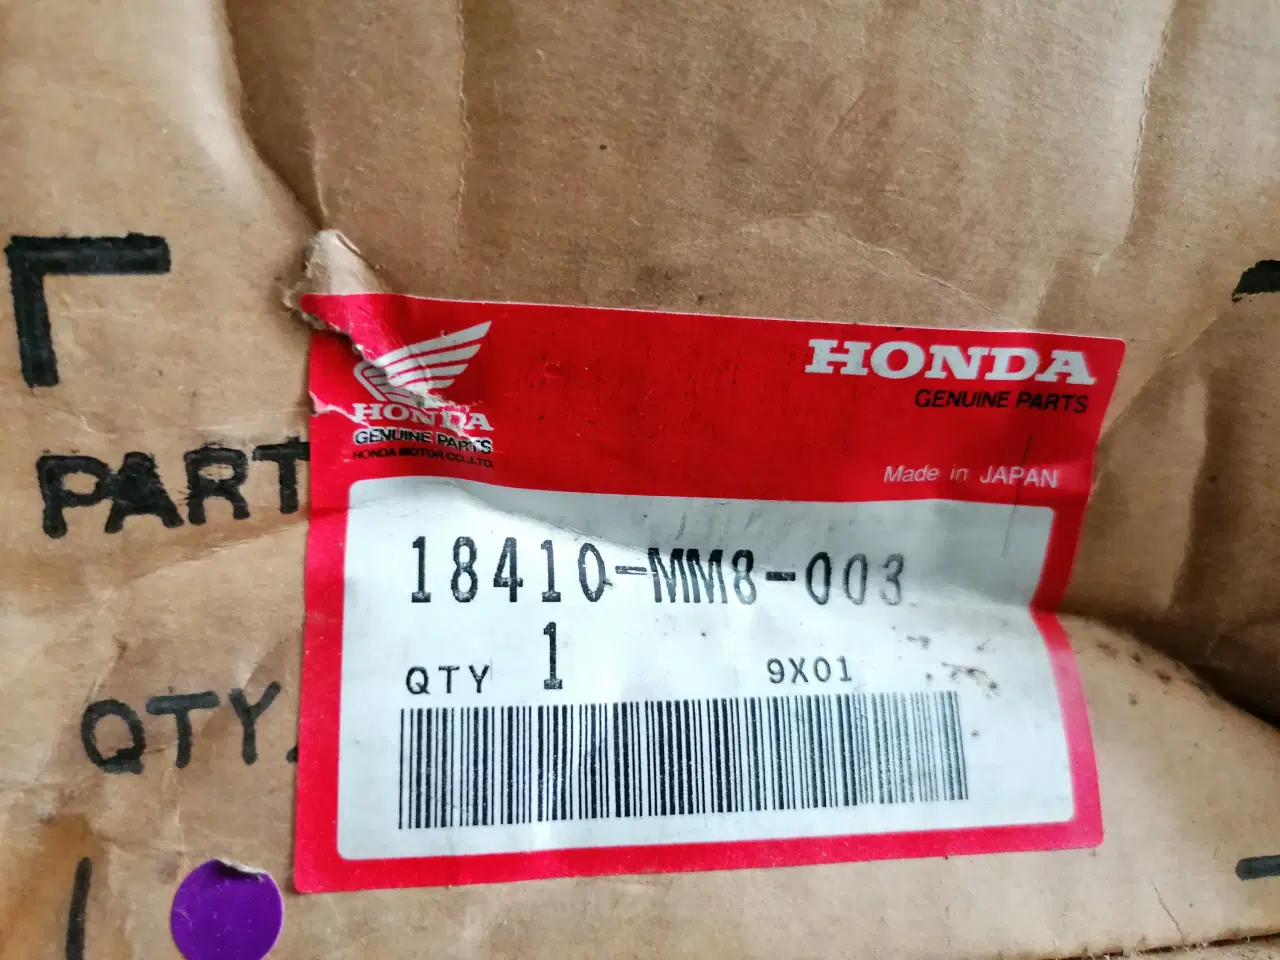 HONDA
GENUINE PARTS
HONDA MOTOR CO.,LTD.
HONDA
GENUINE PARTS
Made in JAPAN
PART
18410-MM8-003
QTY 1 9X01
QTY